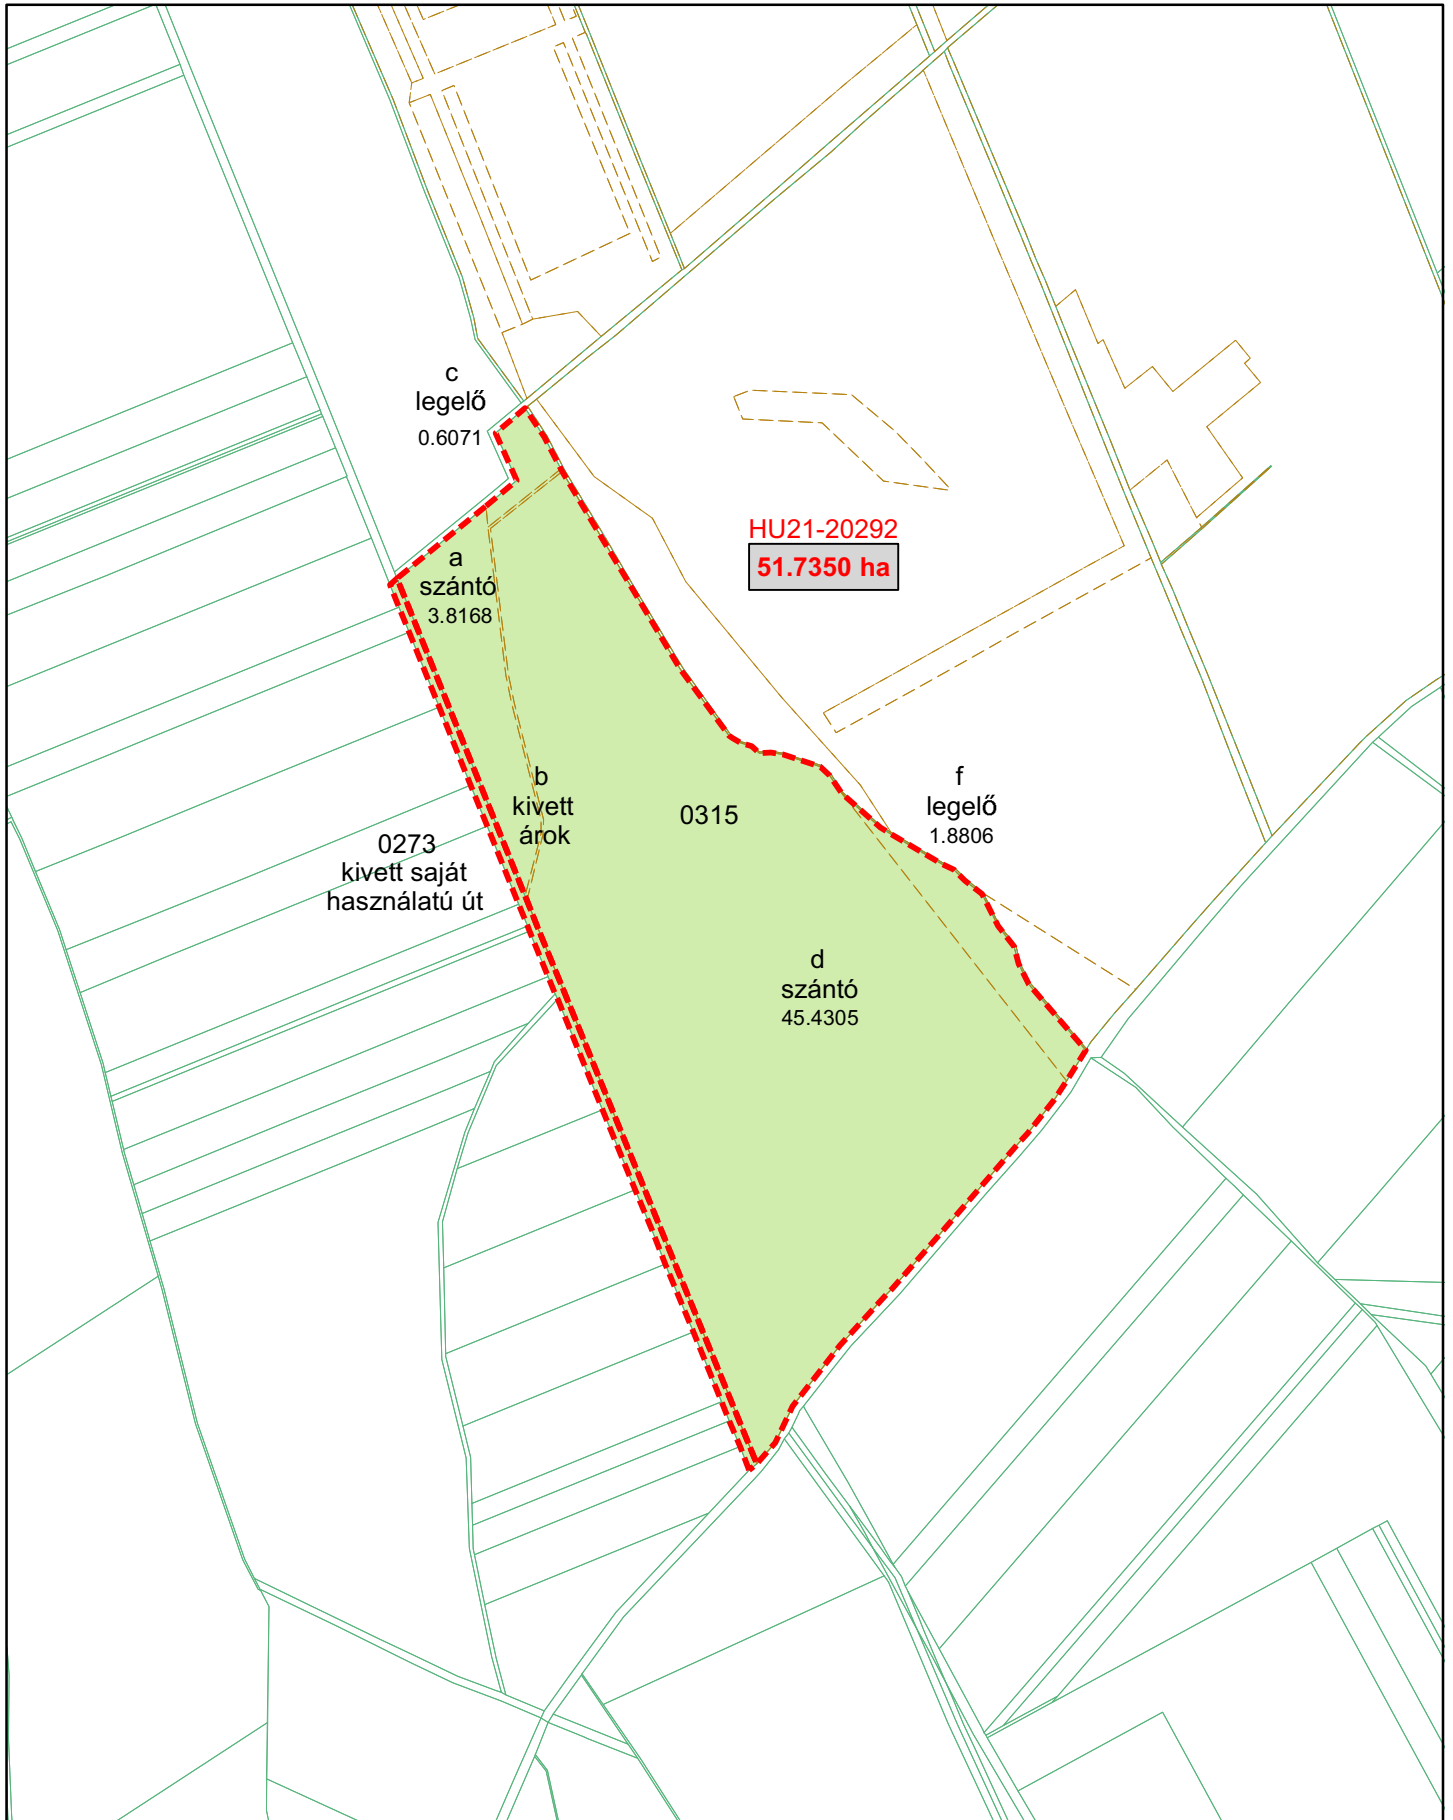 c
legelő
0.6071
HU21-20292
51.7350 ha
a
szántó
3.8168
b
kivett
árok
0315
f
legelő
1.8806
0273
kivett saját
használatú út
d
szántó
45.4305